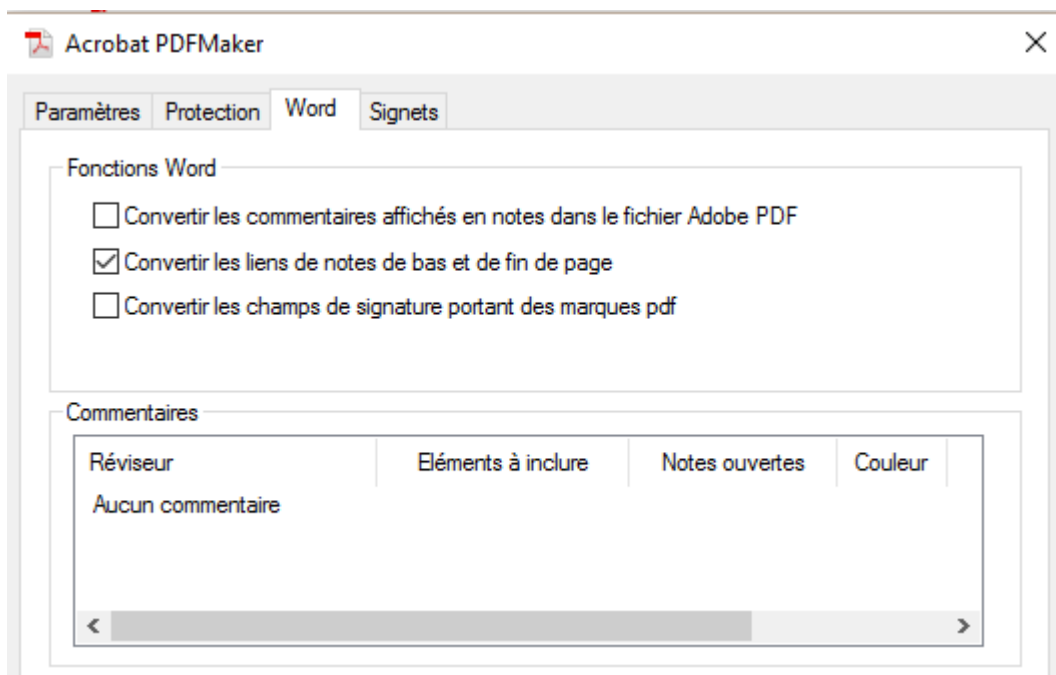 Acrobat PDFMaker
Paramètres Protection Word Signets
Fonctions Word
Convertir les commentaires affichés en notes dans le fichier Adobe PDF
Convertir les liens de notes de bas et de fin de page
Convertir les champs de signature portant des marques pdf
Commentaires
Réviseur Eléments à inclure Notes ouvertes Couleur
Aucun commentaire